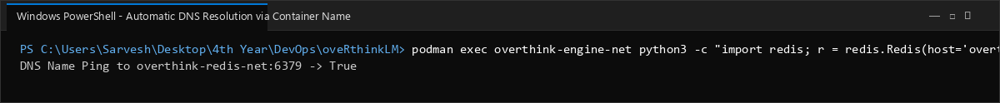 Windows PowerShell - Automatic DNS Resolution via Container Name
PS C:\Users\Sarvesh\Desktop\4th Year\DevOps\oveRthinkLM> podman exec overthink-engine-net python3 -c "import redis; r = redis.Redis(host='overt
DNS Name Ping to overthink-redis-net:6379 -> True